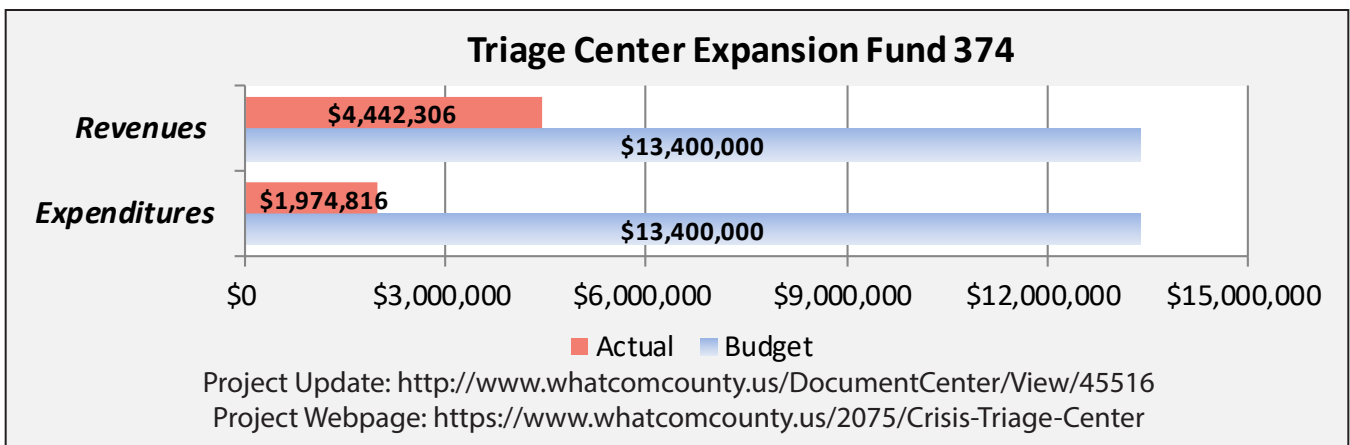 Triage Center Expansion Fund 374
Revenues
$4,442,306
$13,400,000
Expenditures
$1,974,816
$13,400,000
$0 $3,000,000 $6,000,000 $9,000,000 $12,000,000 $15,000,000
Actual Budget
Project Update: http://www.whatcomcounty.us/DocumentCenter/View/45516
Project Webpage: https://www.whatcomcounty.us/2075/Crisis-Triage-Center